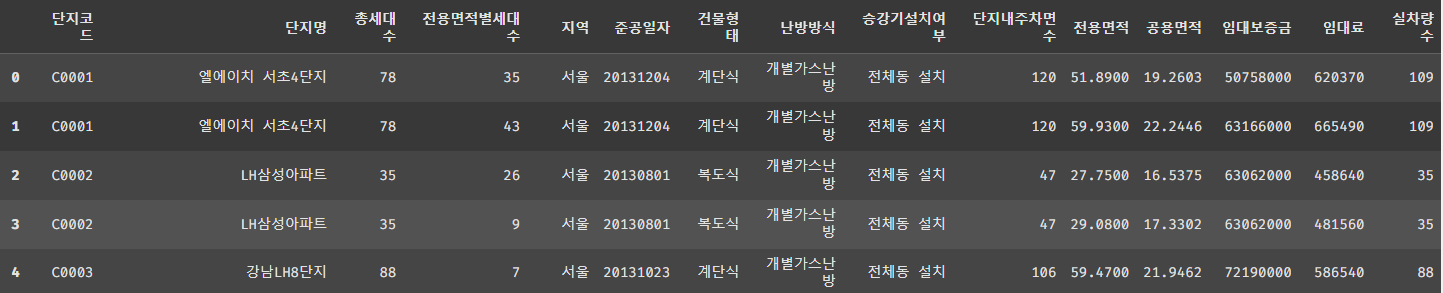 단지코드 단지명 총세대수 전용면적별세대수 지역 준공일자 건물형태 난방방식 승강기설치여부 단지내주차면수 전용면적 공용면적 임대보증금 임대료 실차량수
0 C0001 엘에이치 서초4단지 78 35 서울 20131204 계단식 개별가스난방 전체동 설치 120 51.8900 19.2603 50758000 620370 109
1 C0001 엘에이치 서초4단지 78 43 서울 20131204 계단식 개별가스난방 전체동 설치 120 59.9300 22.2446 63166000 665490 109
2 C0002 LH삼성아파트 35 26 서울 20130801 복도식 개별가스난방 전체동 설치 47 27.7500 16.5375 63062000 458640 35
3 C0002 LH삼성아파트 35 9 서울 20130801 복도식 개별가스난방 전체동 설치 47 29.0800 17.3302 63062000 481560 35
4 C0003 강남LH8단지 88 7 서울 20131023 계단식 개별가스난방 전체동 설치 106 59.4700 21.9462 72190000 586540 88